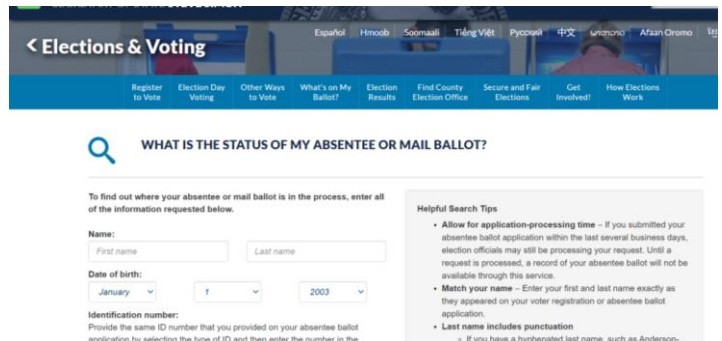 Español Hmoob Soomaali Tiếng Việt Русский 中文 ພາສາລາວ Afaan Oromo
< Elections & Voting
Register to Vote
Election Day Voting
Other Ways to Vote
What's on My Ballot?
Election Results
Find County Election Office
Secure and Fair Elections
Get Involved!
How Elections Work
WHAT IS THE STATUS OF MY ABSENTEE OR MAIL BALLOT?
To find out where your absentee or mail ballot is in the process, enter all
of the information requested below.
Name:
First name
Last name
Date of birth:
January 1 2003
Identification number:
Provide the same ID number that you provided on your absentee ballot
application by selecting the type of ID and then enter the number in the
Helpful Search Tips
• Allow for application-processing time – If you submitted your
absentee ballot application within the last several business days,
election officials may still be processing your request. Until a
request is processed, a record of your absentee ballot will not be
available through this service.
• Match your name – Enter your first and last name exactly as
they appeared on your voter registration or absentee ballot
application.
• Last name includes punctuation
If you have a hyphenated last name, such as Anderson-